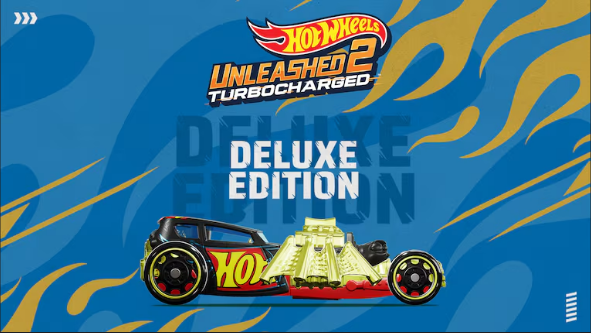 HOT WHEELS
UNLEASHED 2
TURBOCHARGED
DELUXE
EDITION
DELUXE
EDITION
HOT